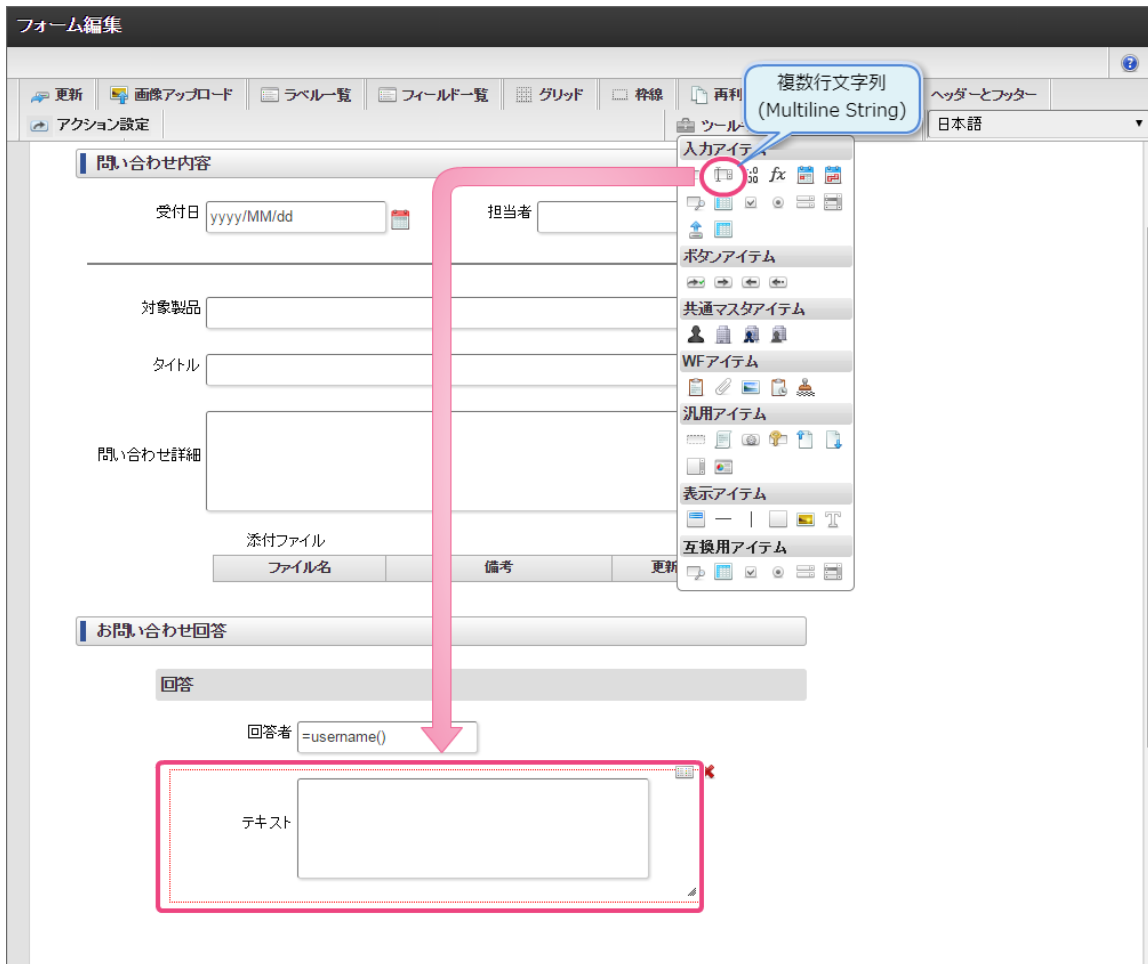 フォーム編集
更新
画像アップロード
ラベル一覧
フィールド一覧
グリッド
枠線
再利
複数行文字列
(Multiline String)
ヘッダーとフッター
アクション設定
ツール
日本語
入力アイテム
fx
問い合わせ内容
受付日
yyyy/MM/dd
担当者
ボタンアイテム
対象製品
共通マスタアイテム
タイトル
WFアイテム
汎用アイテム
問い合わせ詳細
表示アイテム
添付ファイル
互換用アイテム
ファイル名
備考
更新
お問い合わせ回答
回答
回答者
=username()
テキスト